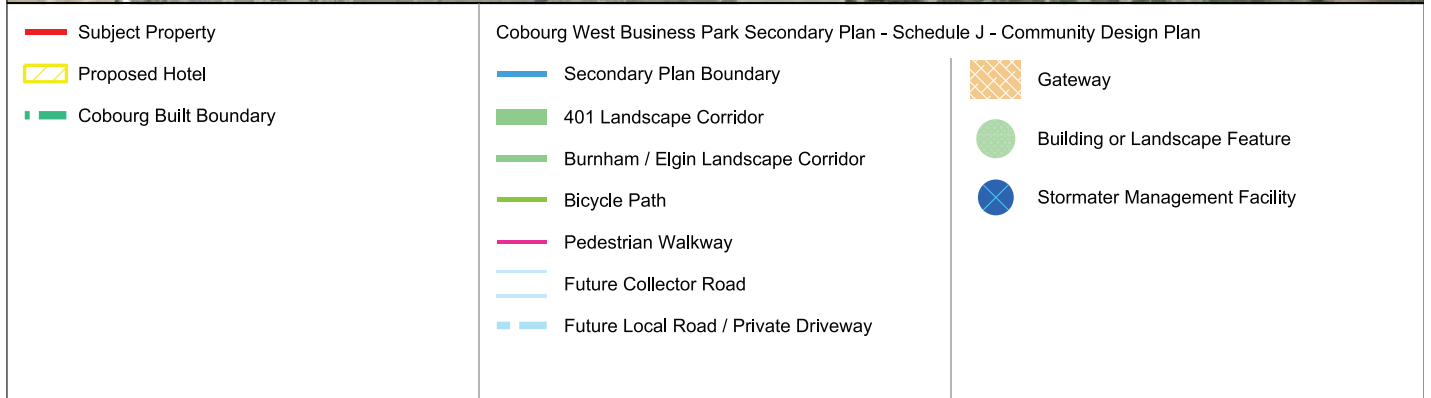 Subject Property
Proposed Hotel
Cobourg Built Boundary
Cobourg West Business Park Secondary Plan - Schedule J - Community Design Plan
Secondary Plan Boundary
401 Landscape Corridor
Burnham / Elgin Landscape Corridor
Bicycle Path
Pedestrian Walkway
Future Collector Road
Future Local Road / Private Driveway
Gateway
Building or Landscape Feature
Stormater Management Facility